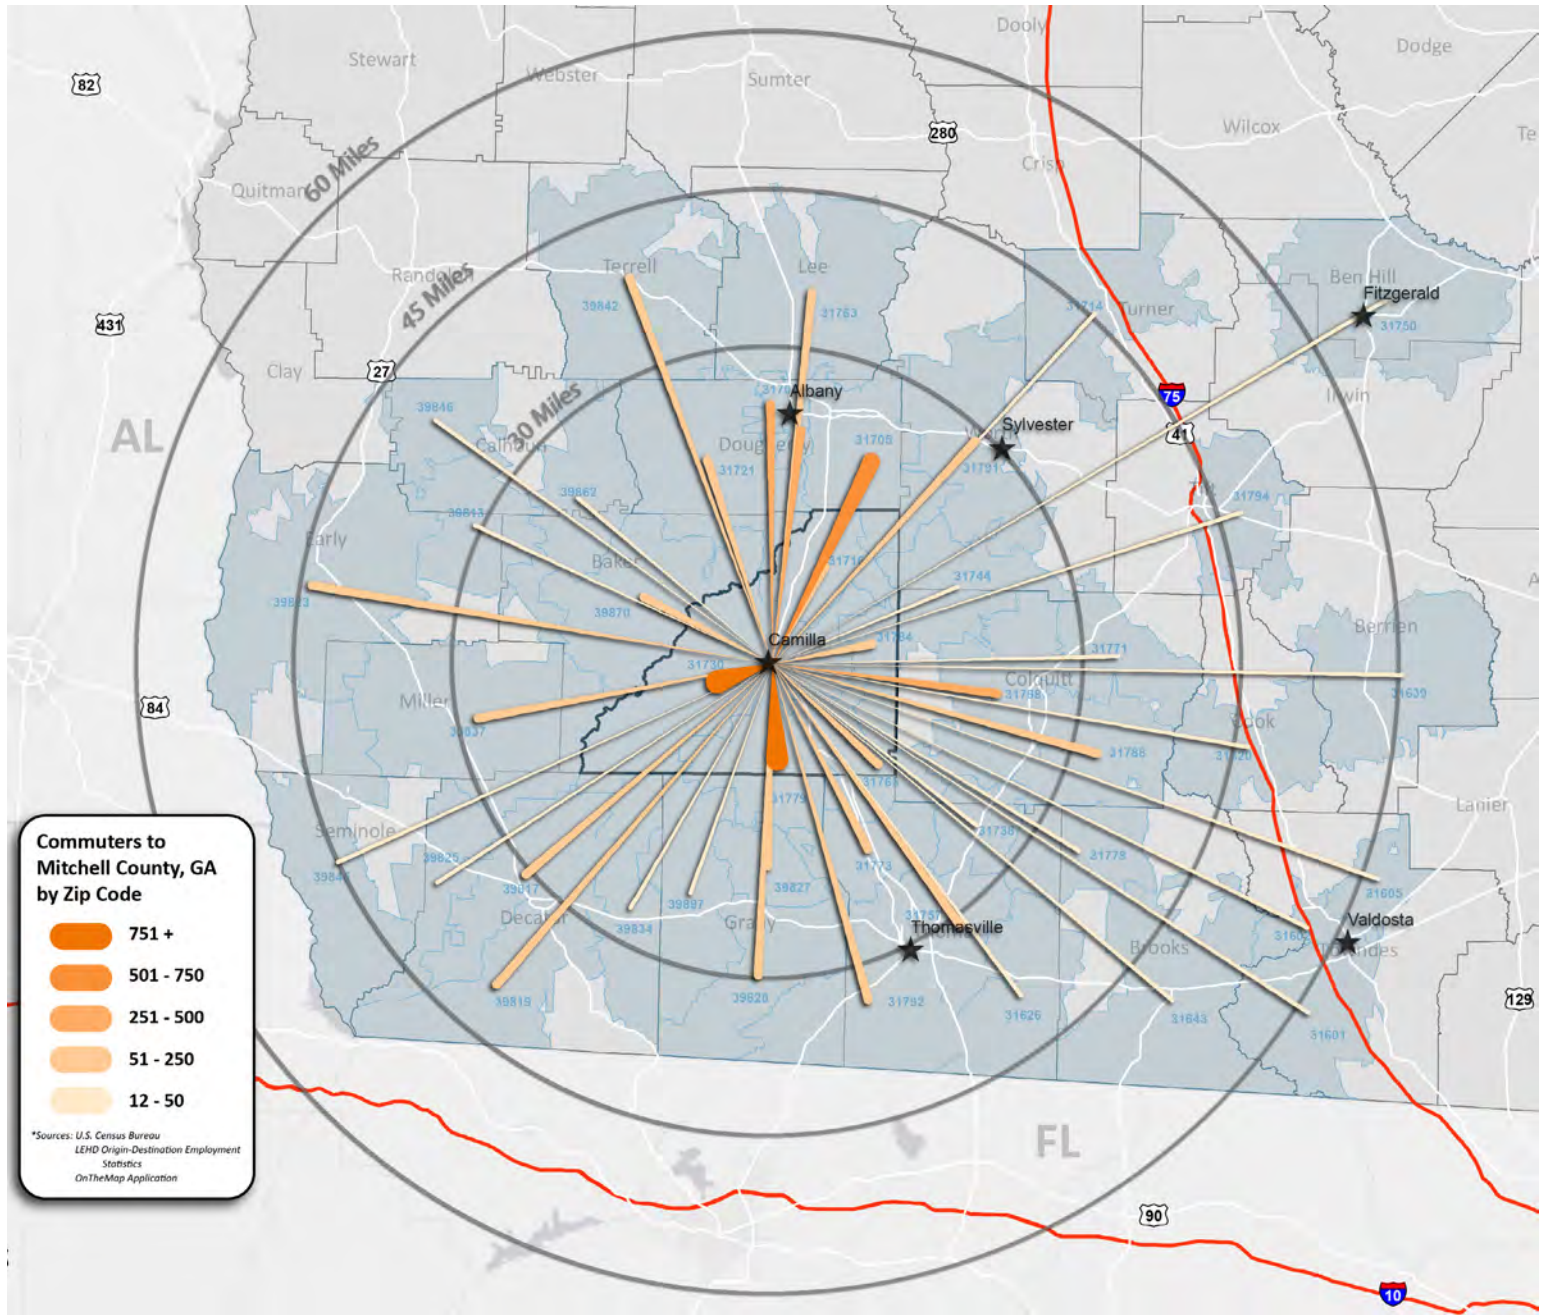 Dooly
Dodge
Stewart
Webster
Sumter
82
Wilcox
280
Te
Crisp
60 Miles
Quitman
Terrell
Lee
Ben Hill
Fitzgerald
45 Miles
39842
31763
31714
Turner
31750
431
Clay
27
75
Irwin
Albany
30 Miles
39846
Sylvester
AL
41
31705
31721
31791
39862
31794
39813
Early
Baker
31716
31744
39823
39870
Berrien
Camilla
31784
31730
31771
Colquitt
31768
31639
Miller
84
39837
Cook
31788
31620
31779
Lanier
Seminole
31738
31778
39825
31773
39845
39817
39827
31605
Decatur
39897
Grady
31757
39834
Thomasville
Valdosta
Brooks
39819
39828
31792
31626
31643
31601
129
FL
90
10
Commuters to
Mitchell County, GA
by Zip Code
751 +
501 - 750
251 - 500
51 - 250
12 - 50
*Sources: U.S. Census Bureau
LEHD Origin-Destination Employment
Statistics
OnTheMap Application